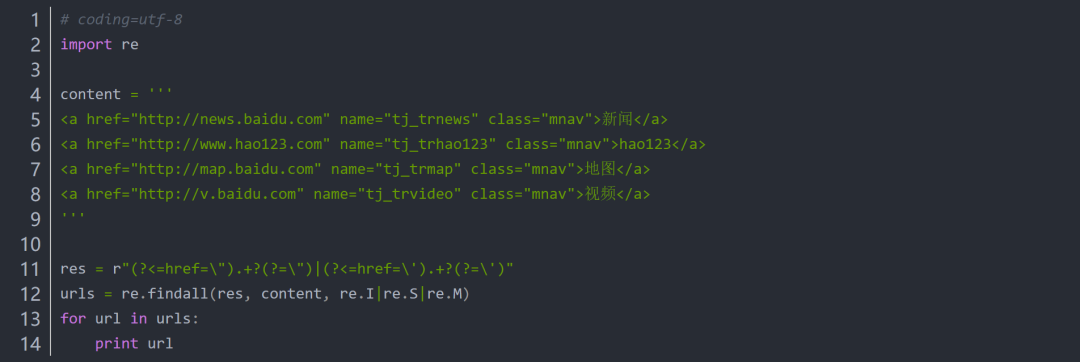 1 # coding=utf-8
2 import re
3
4 content = '''
5 <a href="http://news.baidu.com" name="tj_trnews" class="mnav">新闻</a>
6 <a href="http://www.hao123.com" name="tj_trhao123" class="mnav">hao123</a>
7 <a href="http://map.baidu.com" name="tj_trmap" class="mnav">地图</a>
8 <a href="http://v.baidu.com" name="tj_trvideo" class="mnav">视频</a>
9 '''
10
11 res = r"(?<=href=\").+?(?=\")|(?<=href=\').+?(?=\')"
12 urls = re.findall(res, content, re.I|re.S|re.M)
13 for url in urls:
14     print url